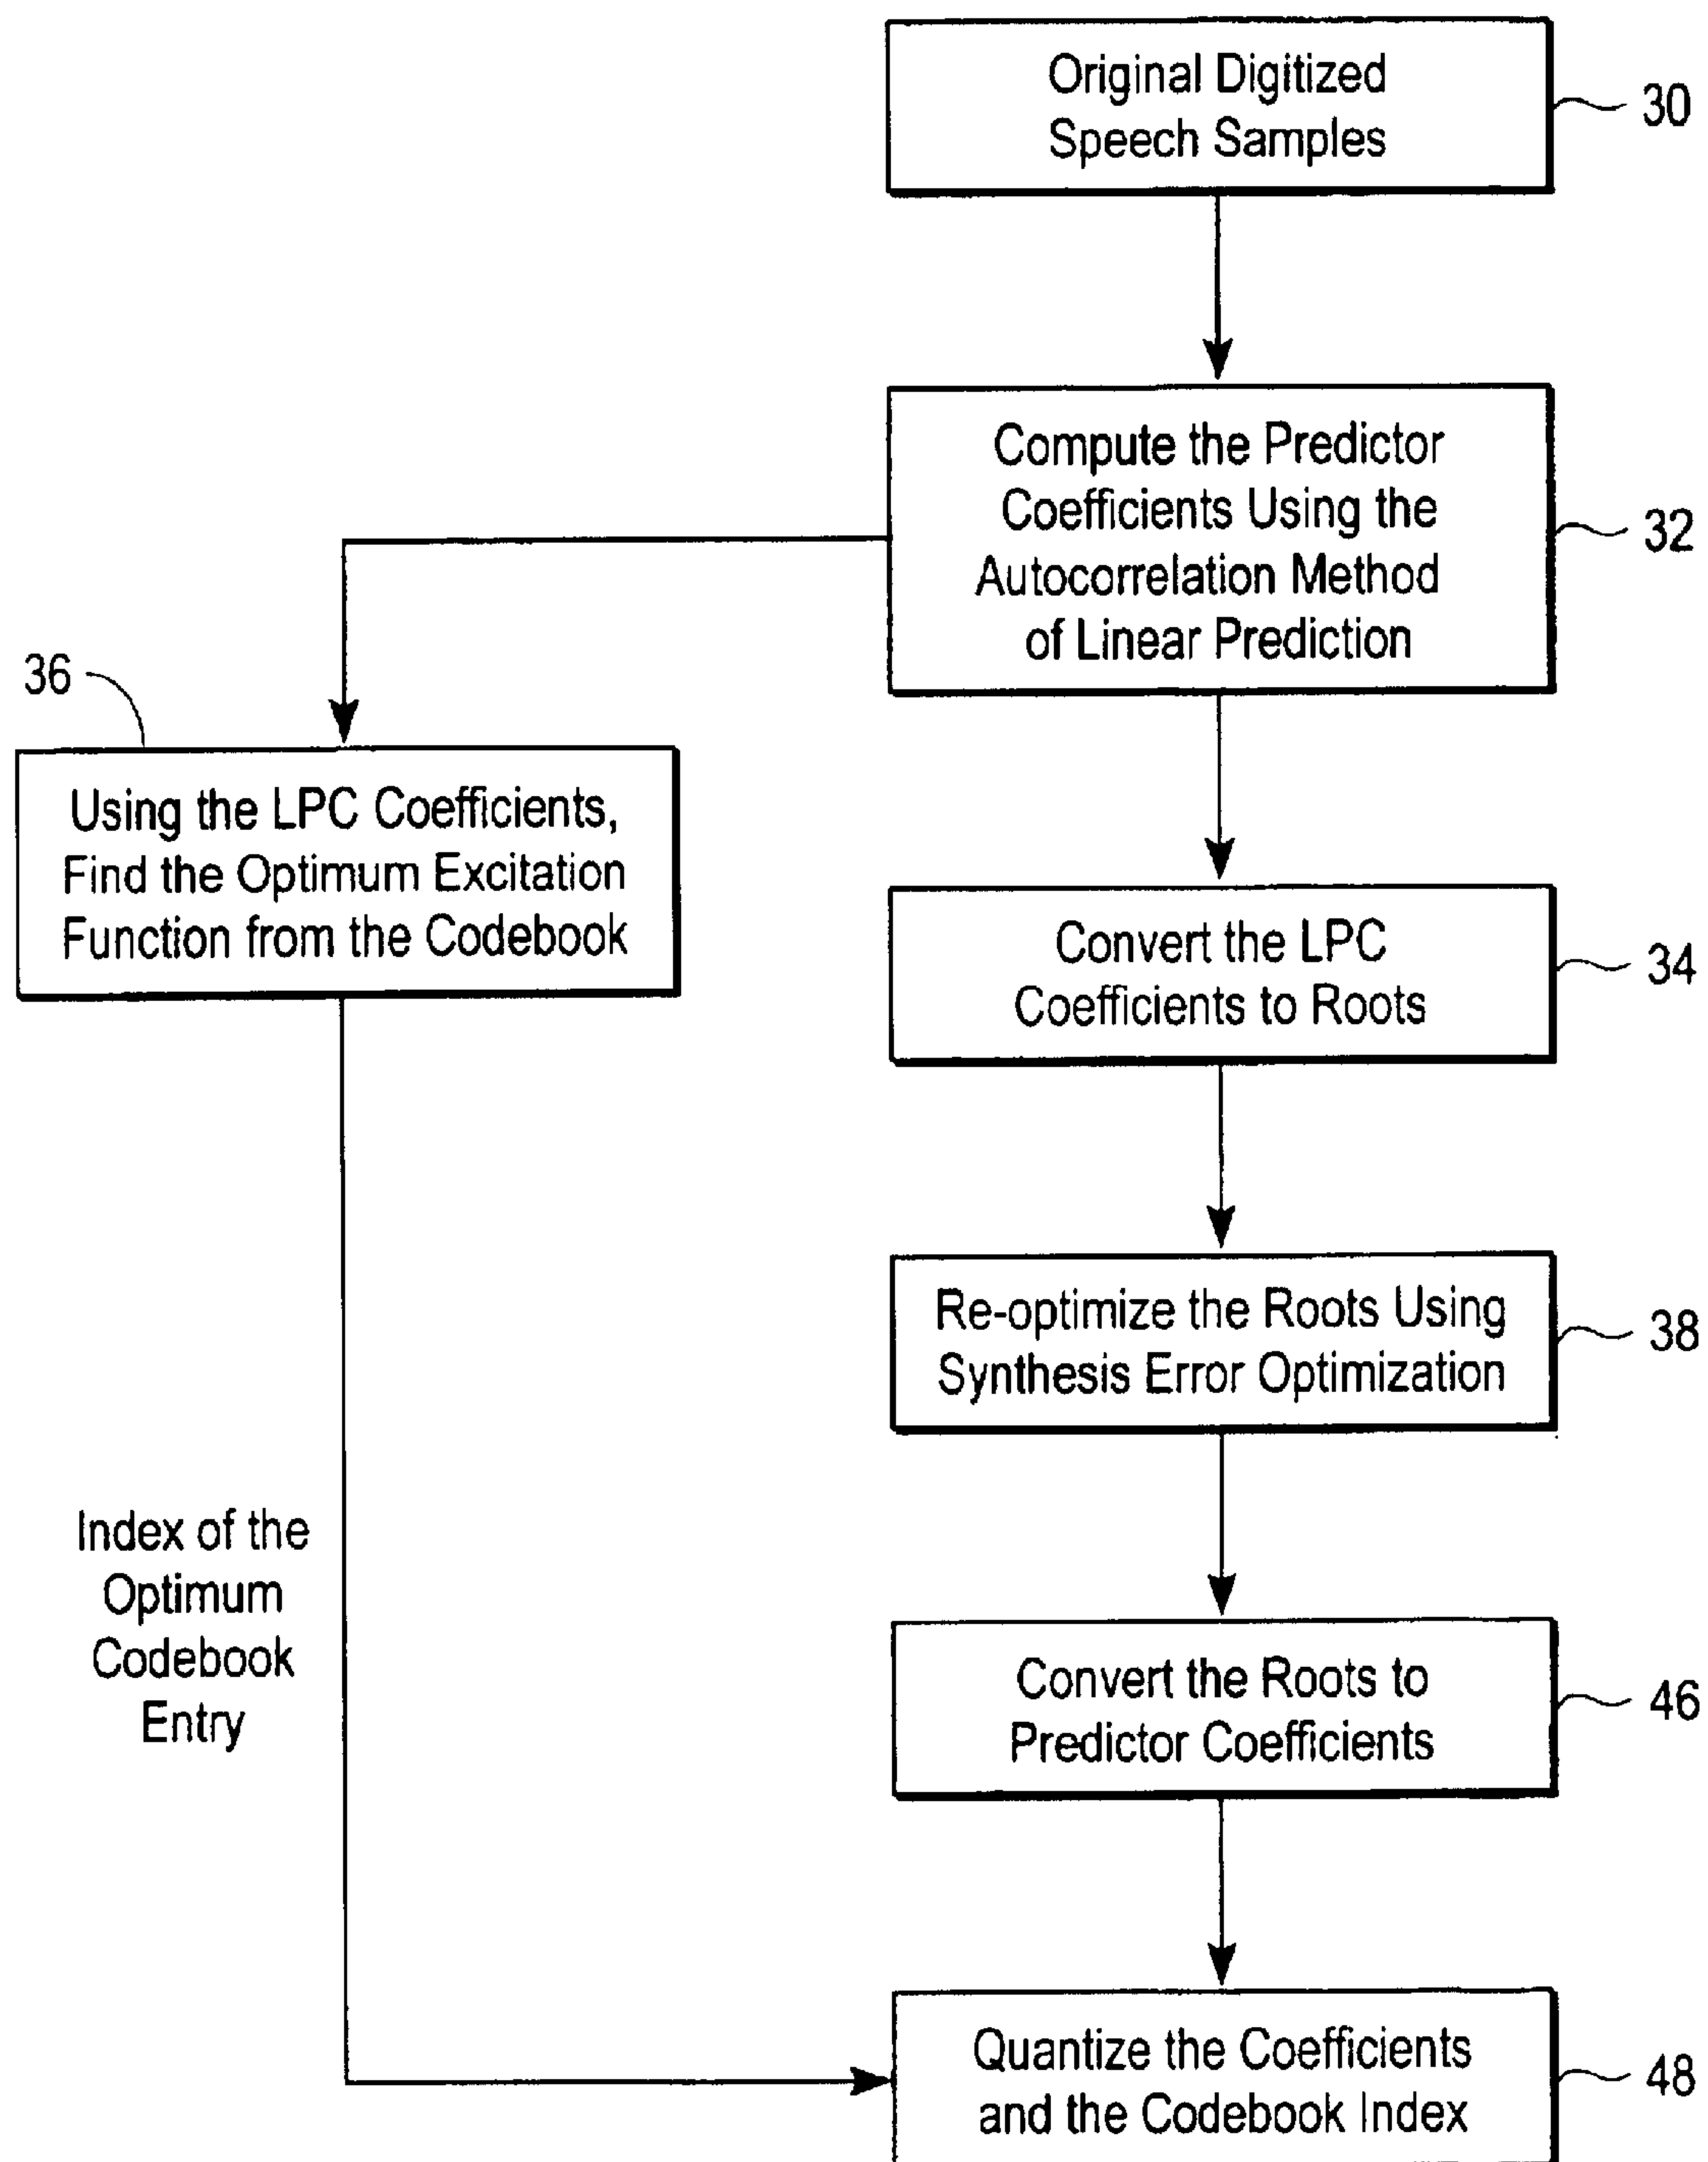 Original Digitized
Speech Samples
30
Compute the Predictor
Coefficients Using the
Autocorrelation Method
of Linear Prediction
32
36
Using the LPC Coefficients,
Find the Optimum Excitation
Function from the Codebook
Convert the LPC
Coefficients to Roots
34
Re-optimize the Roots Using
Synthesis Error Optimization
38
Index of the
Optimum
Codebook
Entry
Convert the Roots to
Predictor Coefficients
46
Quantize the Coefficients
and the Codebook Index
48